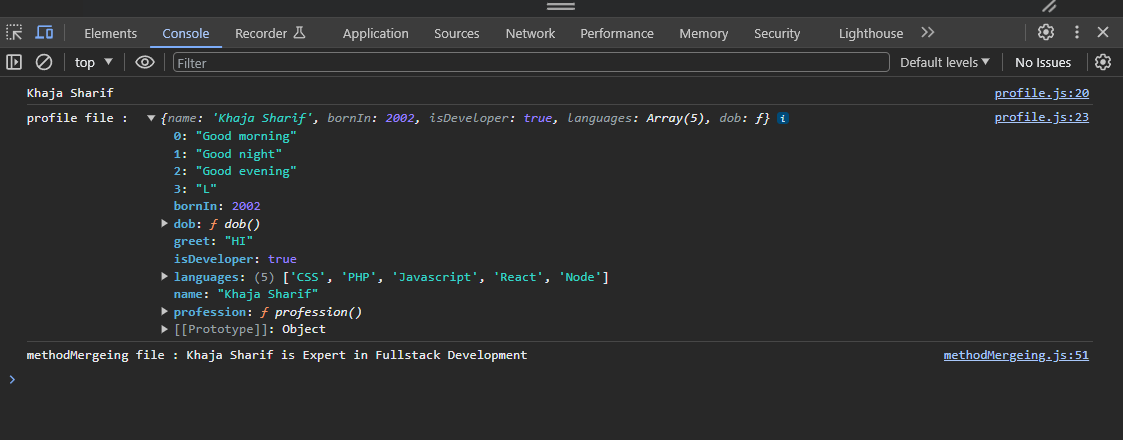 Elements Console Recorder Application Sources Network Performance Memory Security Lighthouse
top Filter Default levels No Issues
Khaja Sharif profile.js:20
profile file : {name: 'Khaja Sharif', bornIn: 2002, isDeveloper: true, languages: Array(5), dob: ƒ} i profile.js:23
0: "Good morning"
1: "Good night"
2: "Good evening"
3: "L"
bornIn: 2002
dob: ƒ dob()
greet: "HI"
isDeveloper: true
languages: (5) ['CSS', 'PHP', 'Javascript', 'React', 'Node']
name: "Khaja Sharif"
profession: ƒ profession()
[[Prototype]]: Object
methodMergeing file : Khaja Sharif is Expert in Fullstack Development methodMergeing.js:51